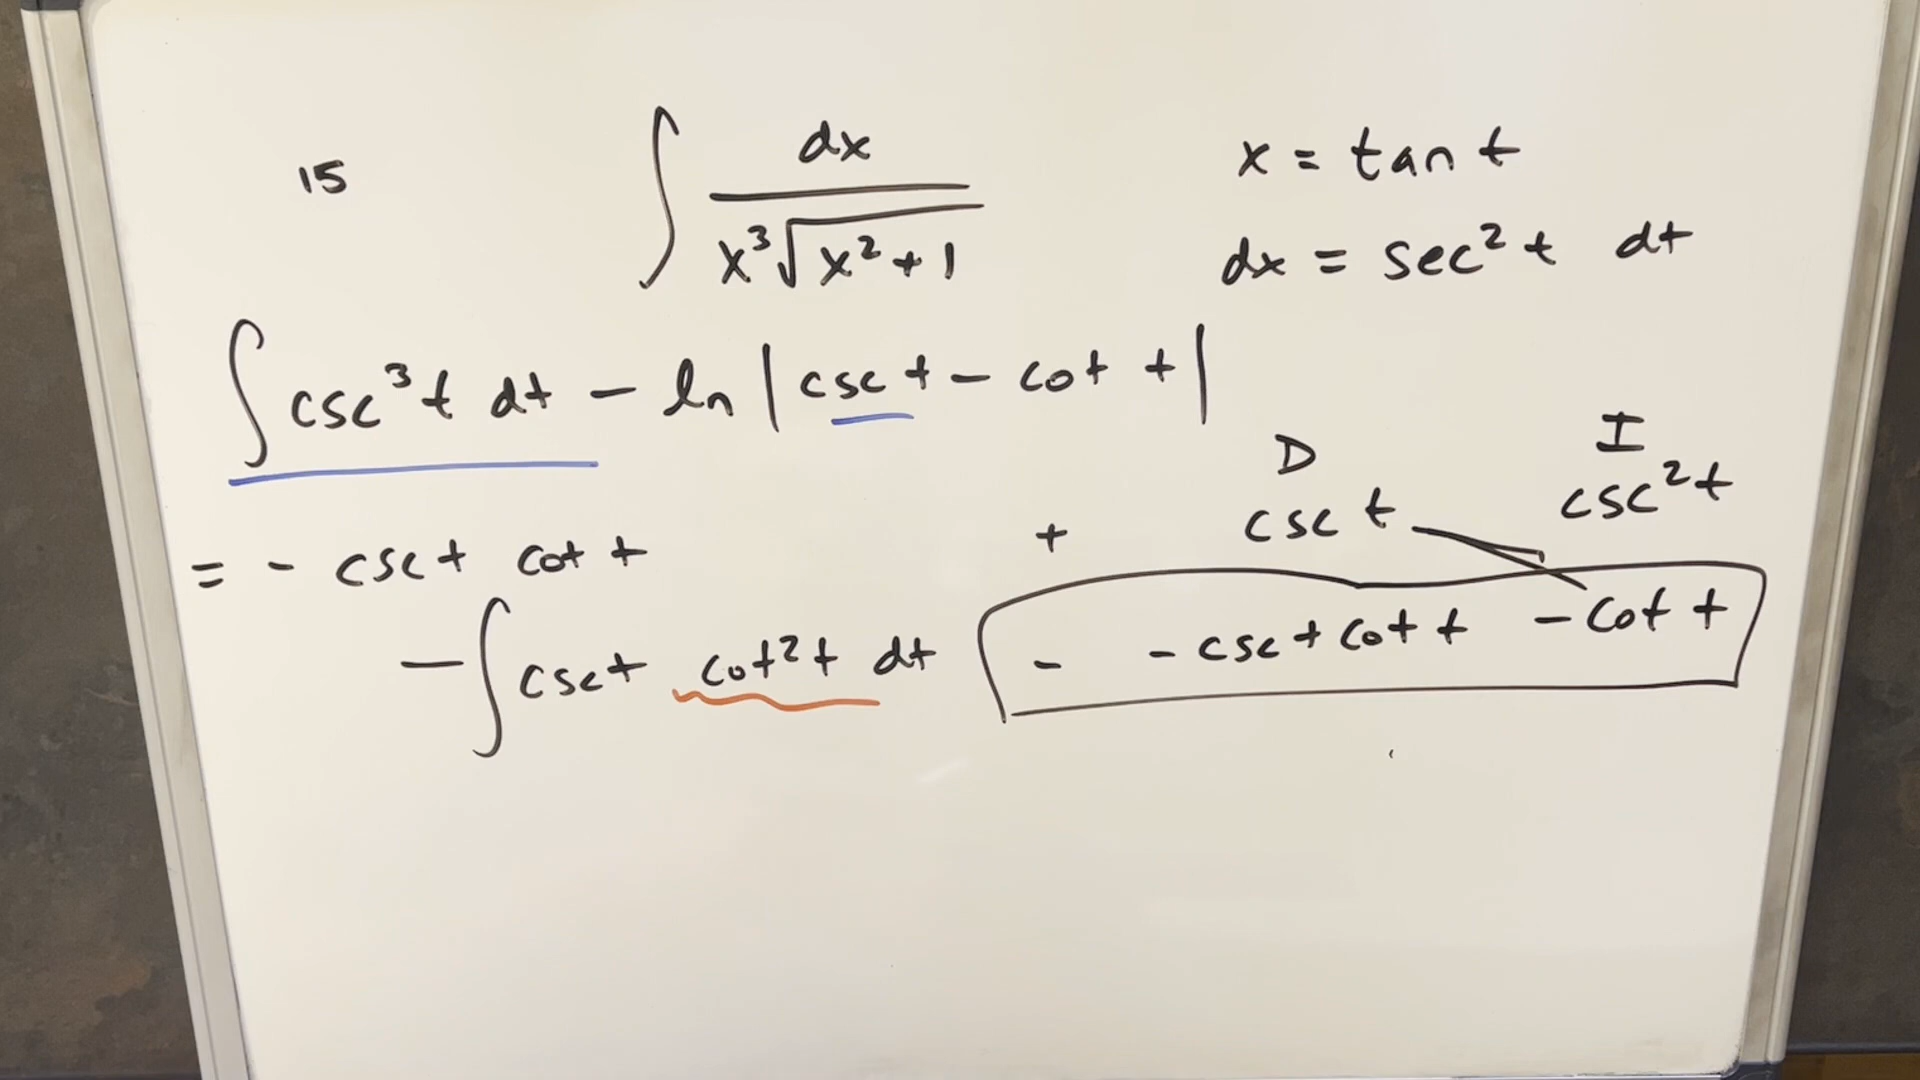 15
∫ dx / x³√(x² + 1)
x = tan t
dx = sec² t dt
∫ csc³ t dt − ln |csc t − cot t|
D I
csc t csc² t
= − csc t cot t
+
− ∫ csc t cot² t dt
− − csc t cot t − cot t